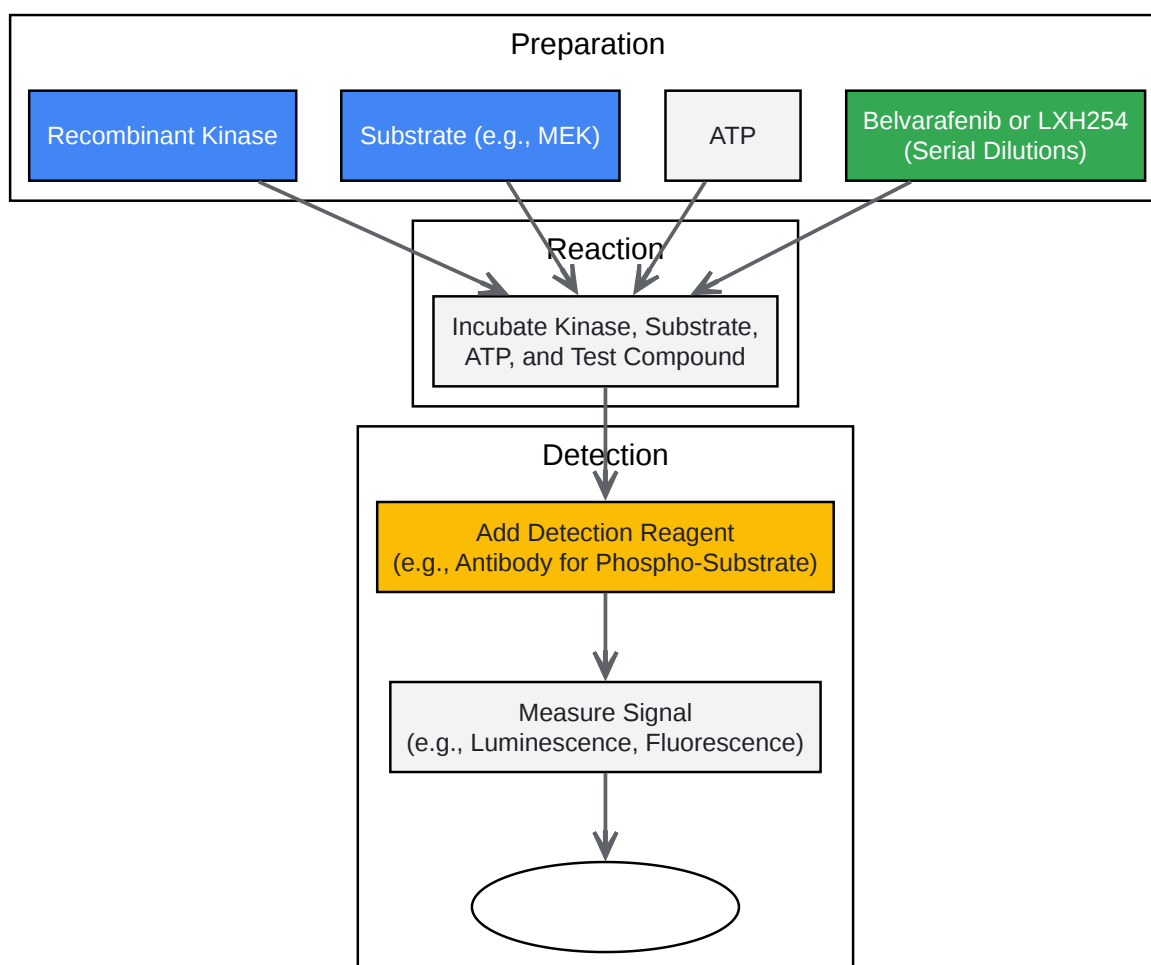 Preparation
Recombinant Kinase
Substrate (e.g., MEK)
ATP
Belvarafenib or LXH254
(Serial Dilutions)
Reaction
Incubate Kinase, Substrate,
ATP, and Test Compound
Detection
Add Detection Reagent
(e.g., Antibody for Phospho-Substrate)
Measure Signal
(e.g., Luminescence, Fluorescence)